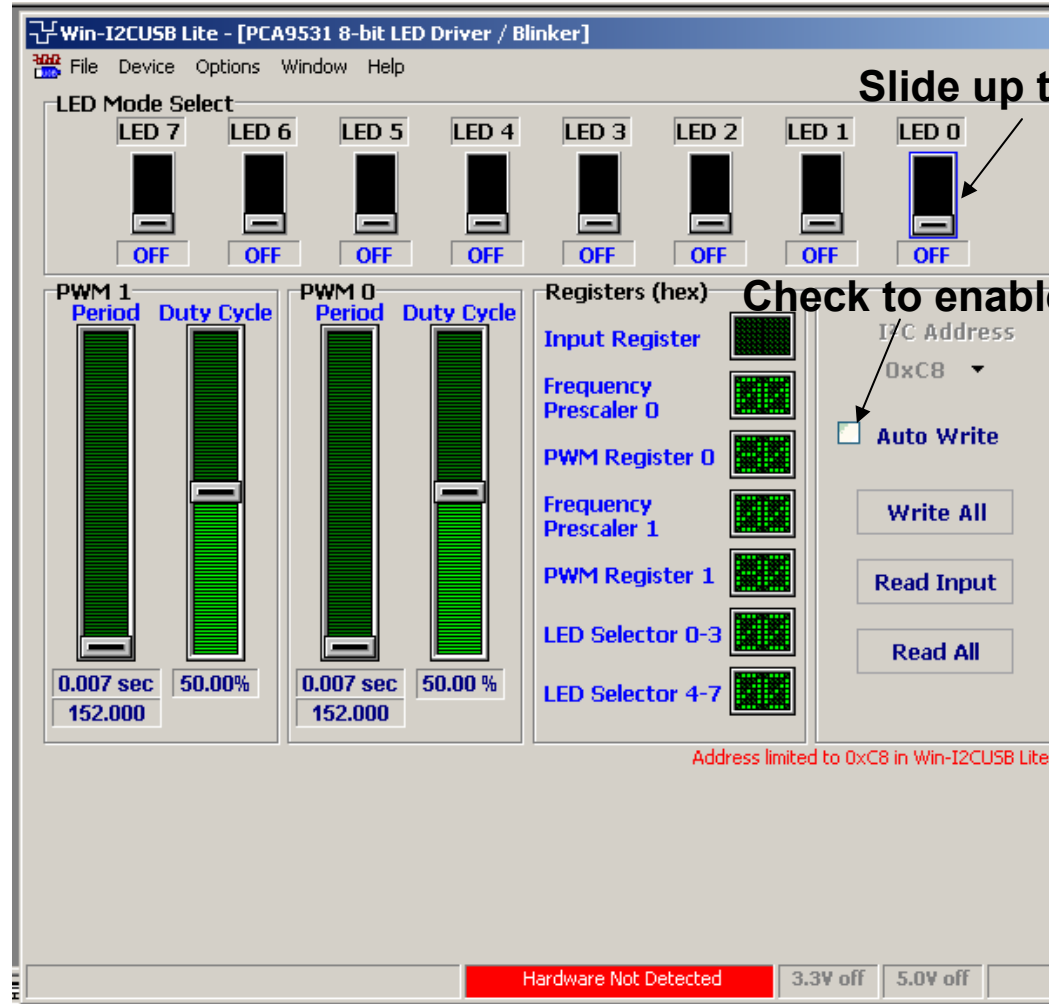 Win-I2CUSB Lite - [PCA9531 8-bit LED Driver / Blinker]
File Device Options Window Help
Slide up t
LED Mode Select
LED 7 LED 6 LED 5 LED 4 LED 3 LED 2 LED 1 LED 0
OFF OFF OFF OFF OFF OFF OFF OFF
PWM 1
Period Duty Cycle
0.007 sec 50.00%
152.000
PWM 0
Period Duty Cycle
0.007 sec 50.00 %
152.000
Registers (hex)
Input Register
Frequency
Prescaler 0
PWM Register 0
Frequency
Prescaler 1
PWM Register 1
LED Selector 0-3
LED Selector 4-7
Check to enable
I²C Address
0xC8
Auto Write
Write All
Read Input
Read All
Address limited to 0xC8 in Win-I2CUSB Lite
Hardware Not Detected 3.3V off 5.0V off